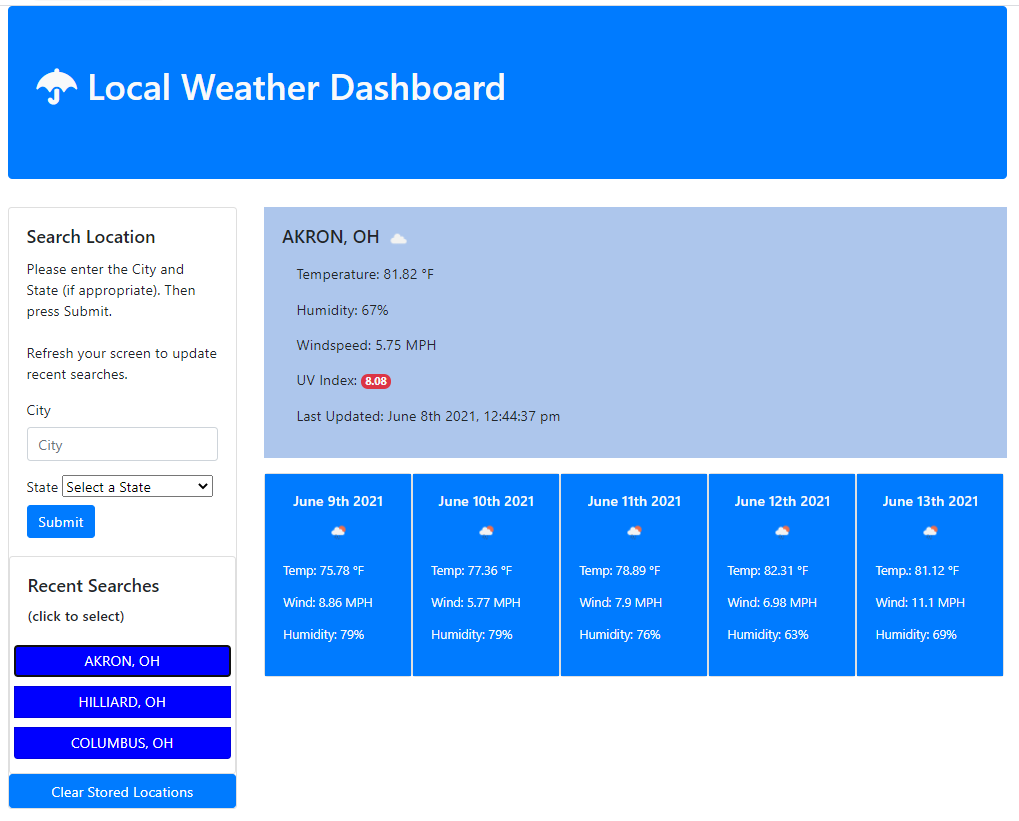 Local Weather Dashboard
Search Location
Please enter the City and
State (if appropriate). Then
press Submit.
Refresh your screen to update
recent searches.
City
City
State Select a State
Submit
Recent Searches
(click to select)
AKRON, OH
HILLIARD, OH
COLUMBUS, OH
Clear Stored Locations
AKRON, OH
Temperature: 81.82 °F
Humidity: 67%
Windspeed: 5.75 MPH
UV Index: 8.08
Last Updated: June 8th 2021, 12:44:37 pm
June 9th 2021
Temp: 75.78 °F
Wind: 8.86 MPH
Humidity: 79%
June 10th 2021
Temp: 77.36 °F
Wind: 5.77 MPH
Humidity: 79%
June 11th 2021
Temp: 78.89 °F
Wind: 7.9 MPH
Humidity: 76%
June 12th 2021
Temp: 82.31 °F
Wind: 6.98 MPH
Humidity: 63%
June 13th 2021
Temp.: 81.12 °F
Wind: 11.1 MPH
Humidity: 69%